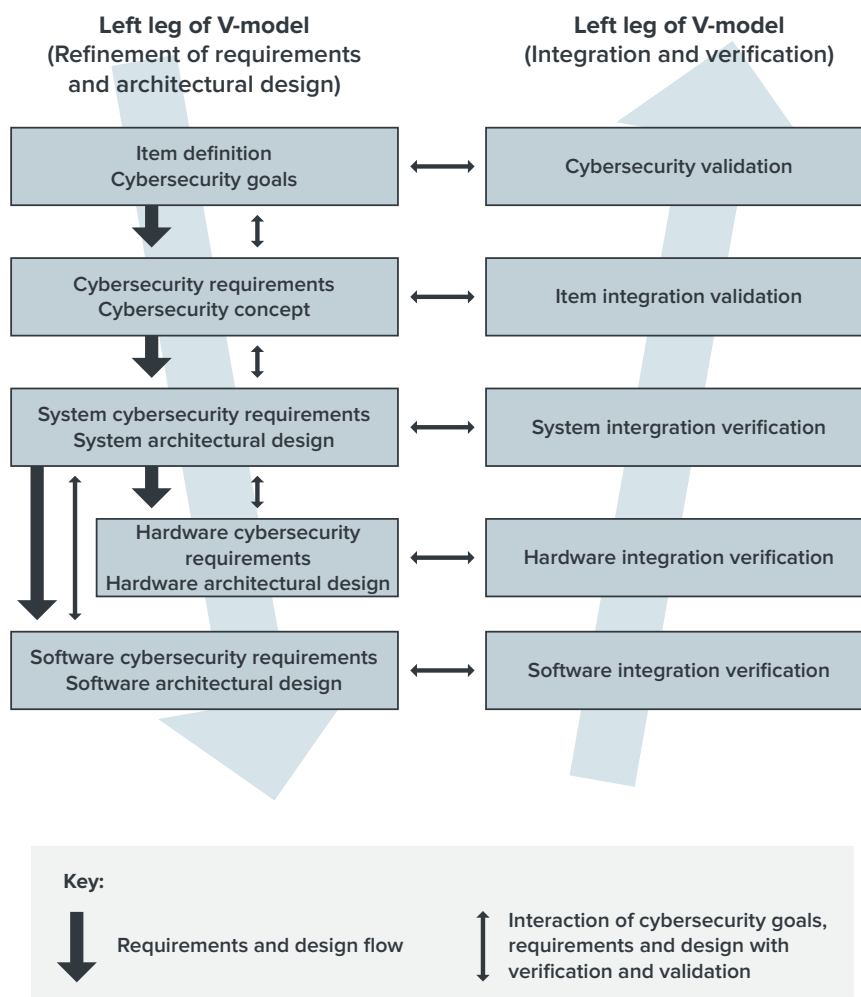 Left leg of V-model
(Refinement of requirements
and architectural design)
Left leg of V-model
(Integration and verification)
Item definition
Cybersecurity goals
Cybersecurity validation
Cybersecurity requirements
Cybersecurity concept
Item integration validation
System cybersecurity requirements
System architectural design
System intergration verification
Hardware cybersecurity
requirements
Hardware architectural design
Hardware integration verification
Software cybersecurity requirements
Software architectural design
Software integration verification
Key:
Requirements and design flow
Interaction of cybersecurity goals,
requirements and design with
verification and validation